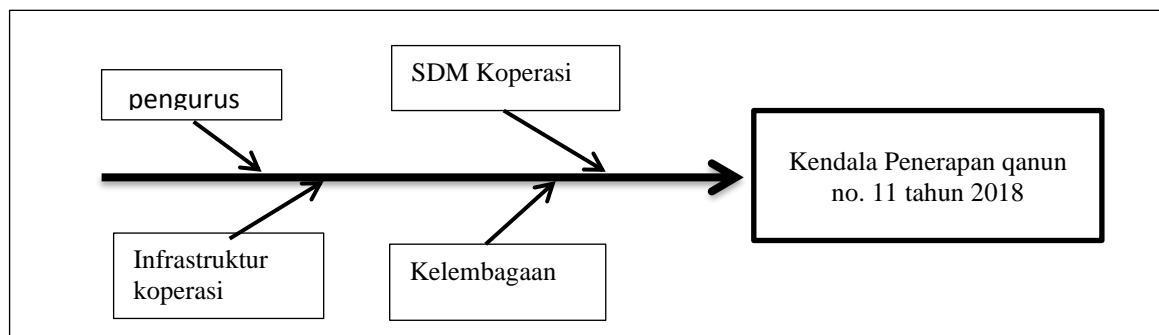 SDM Koperasi
pengurus
Kendala Penerapan qanun
no. 11 tahun 2018
Infrastruktur
koperasi
Kelembagaan